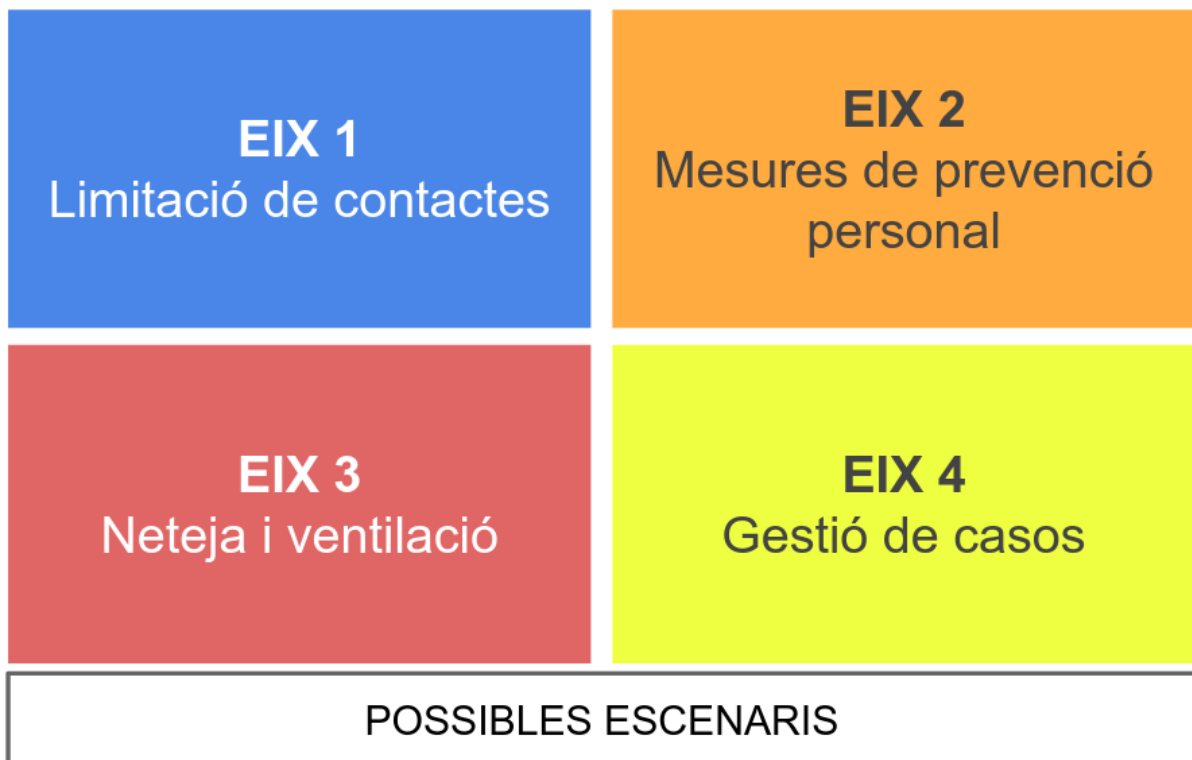 EIX 1
Limitació de contactes
EIX 2
Mesures de prevenció
personal
EIX 3
Neteja i ventilació
EIX 4
Gestió de casos
POSSIBLES ESCENARIS